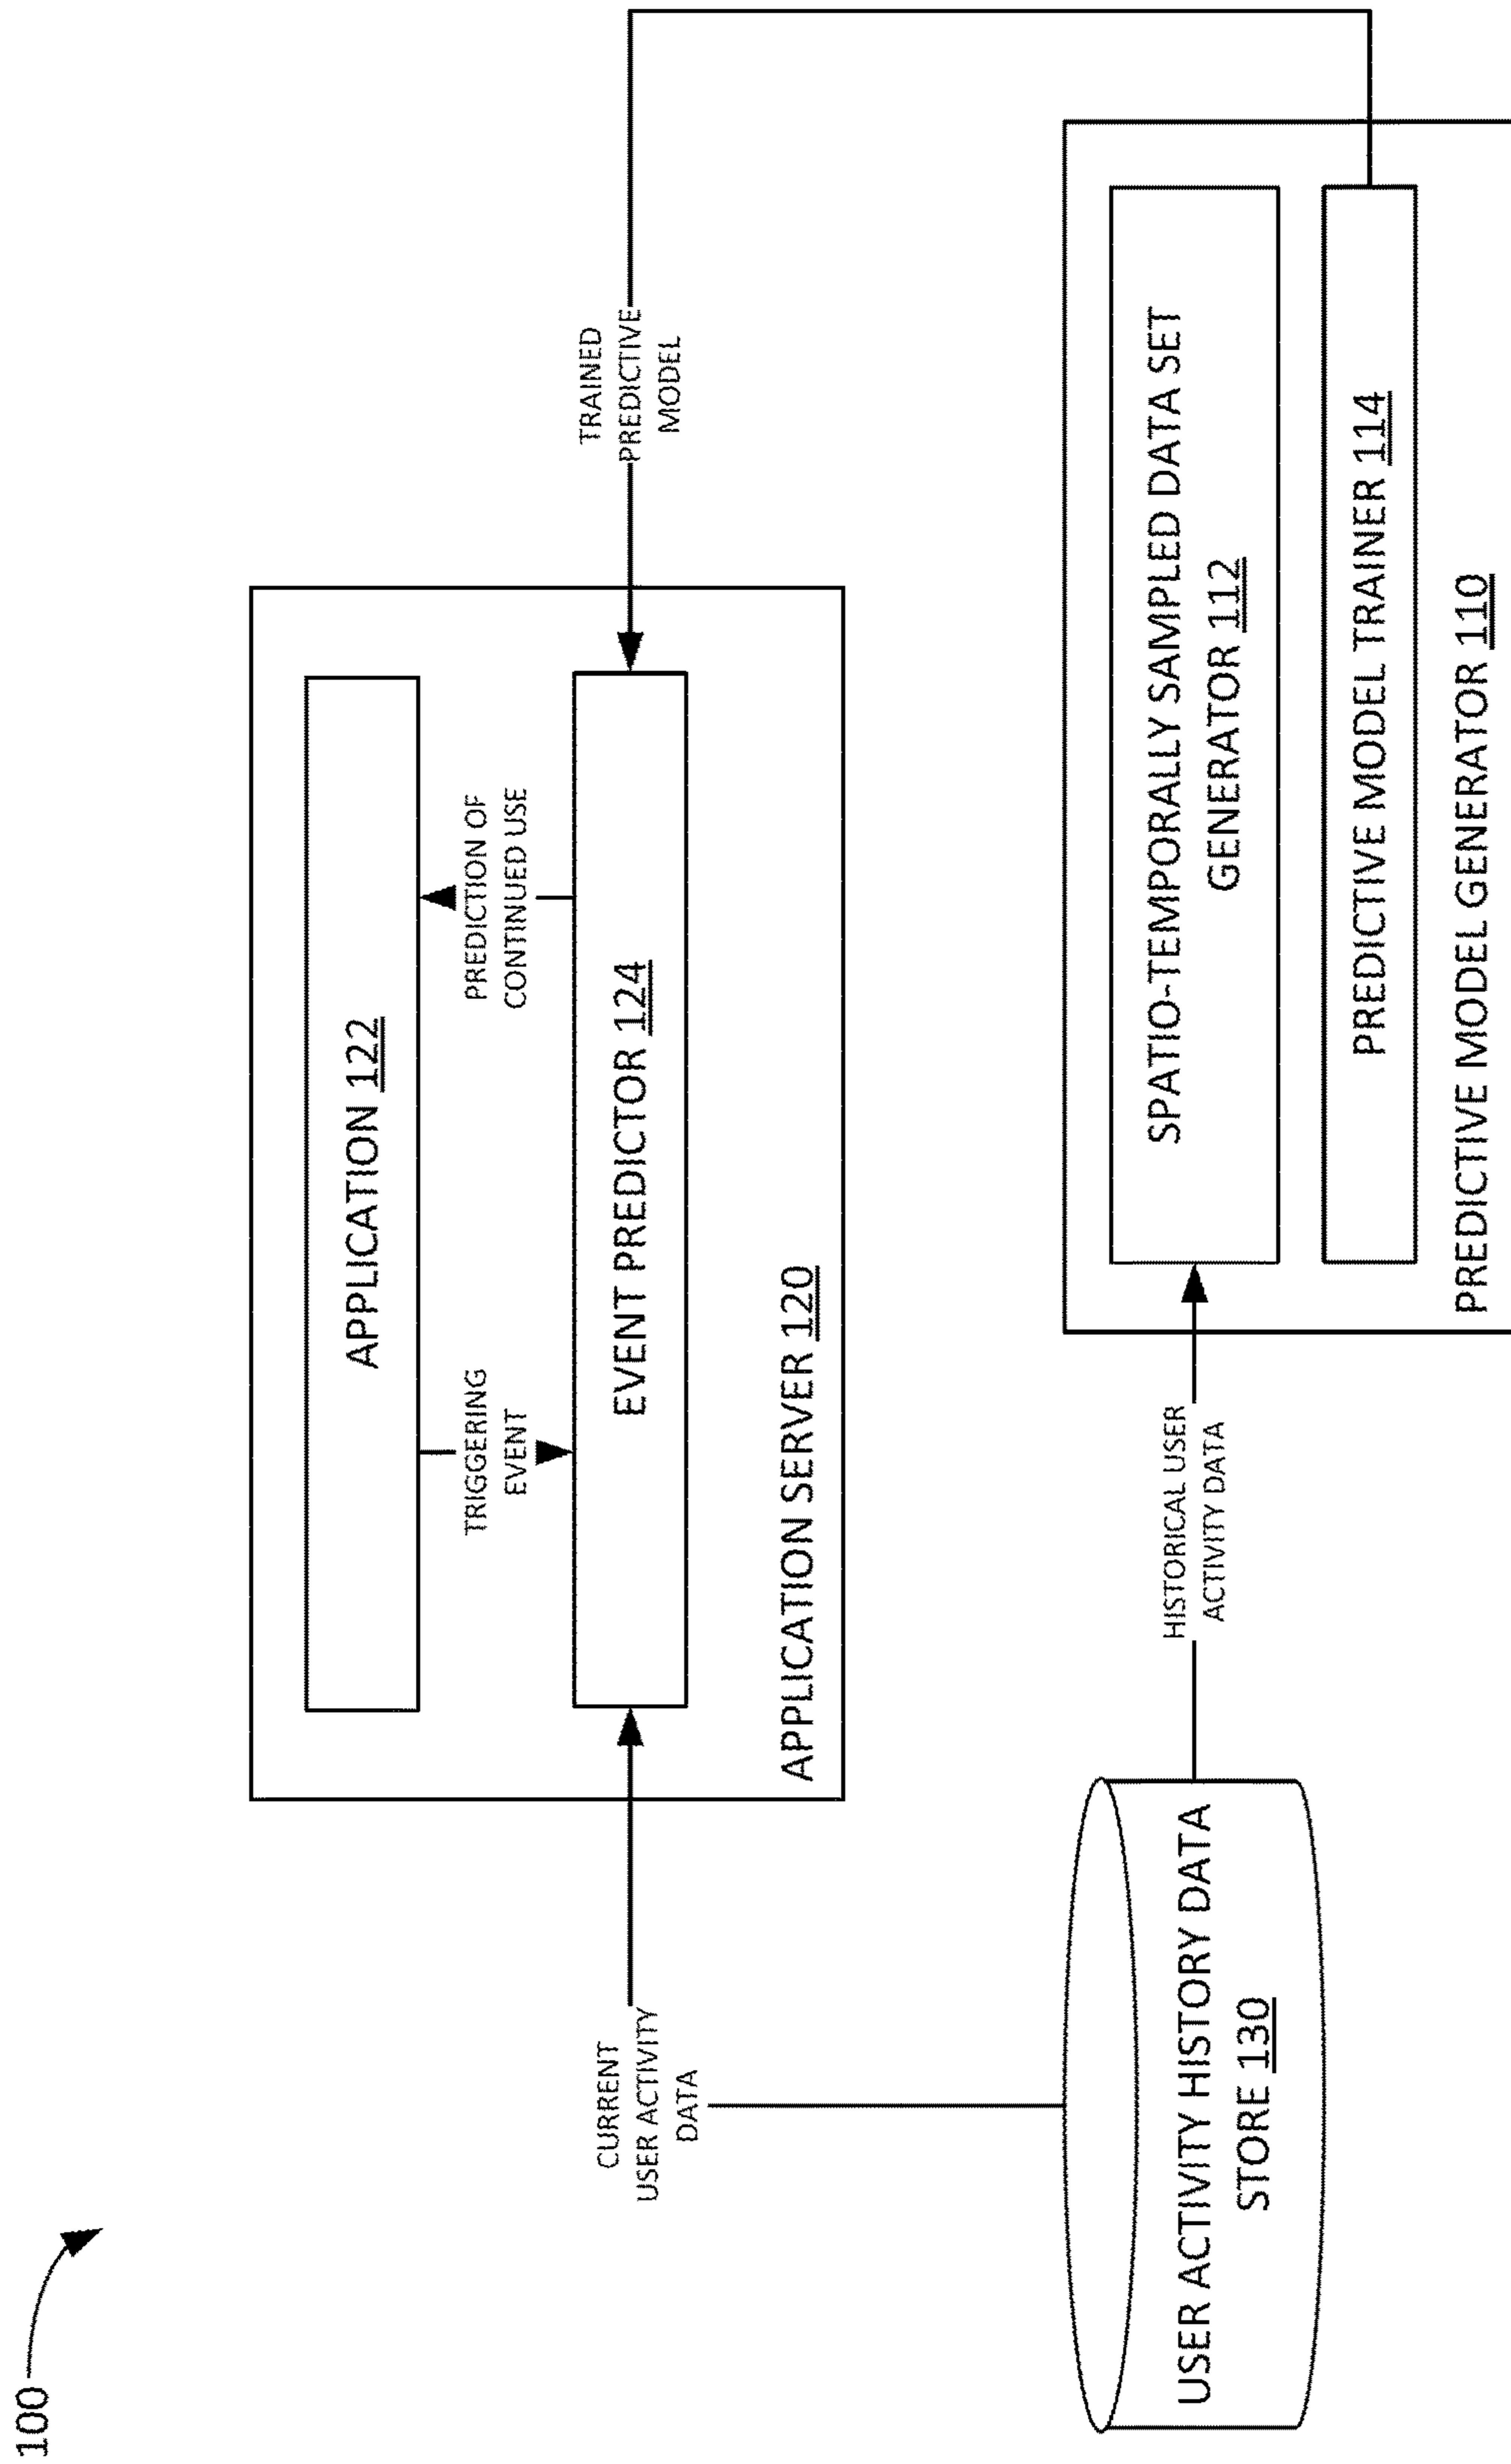 100
APPLICATION 122
TRIGGERING
EVENT
PREDICTION OF
CONTINUED USE
EVENT PREDICTOR 124
APPLICATION SERVER 120
CURRENT
USER ACTIVITY
DATA
TRAINED
PREDICTIVE
MODEL
USER ACTIVITY HISTORY DATA
STORE 130
HISTORICAL USER
ACTIVITY DATA
SPATIO-TEMPORALLY SAMPLED DATA SET
GENERATOR 112
PREDICTIVE MODEL TRAINER 114
PREDICTIVE MODEL GENERATOR 110